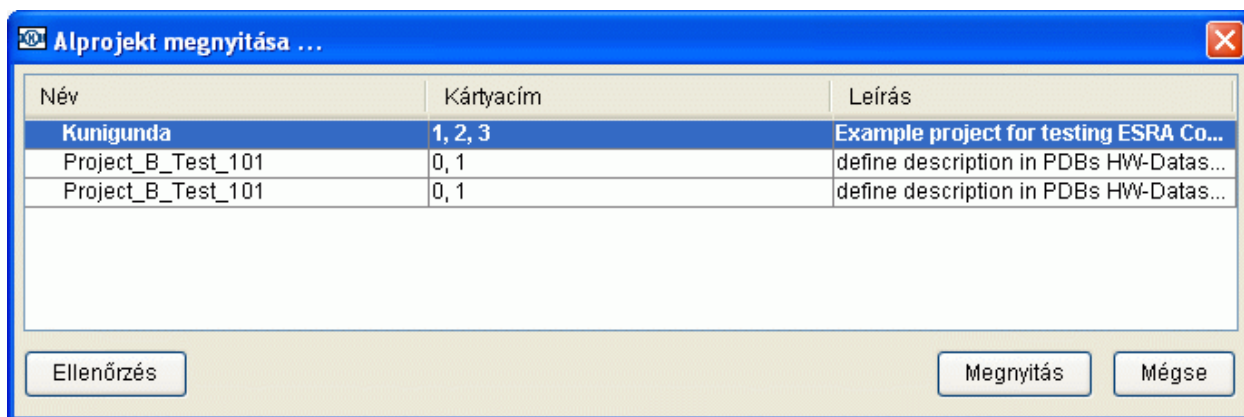 Alprojekt megnyitása ...
Név Kártyacím Leírás
Kunigunda 1, 2, 3 Example project for testing ESRA Co...
Project_B_Test_101 0, 1 define description in PDBs HW-Datas...
Project_B_Test_101 0, 1 define description in PDBs HW-Datas...
Ellenőrzés Megnyitás Mégse